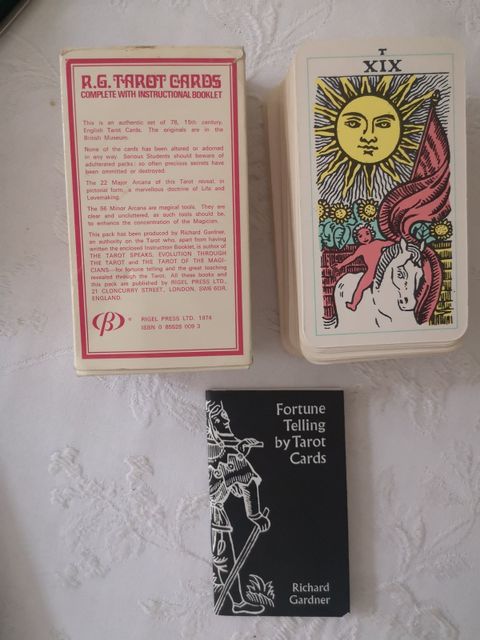 R.G. TAROT CARDS
COMPLETE WITH INSTRUCTIONAL BOOKLET
This is an authentic set of 78, 15th century,
English Tarot Cards. The originals are in the
British Museum.
None of the cards has been altered or adorned
in any way. Serious Students should beware of
adulterated packs: so often precious secrets have
been ommitted or destroyed.
The 22 Major Arcana of this Tarot reveal, in
pictorial form, a marvellous doctrine of Life and
Lovemaking.
The 56 Minor Arcana are magical tools. They are
clear and uncluttered, as such tools should be,
to enhance the concentration of the Magician.
This pack has been produced by Richard Gardner,
an authority on the Tarot who, apart from having
written the enclosed Instruction Booklet, is author of
THE TAROT SPEAKS, EVOLUTION THROUGH
THE TAROT and THE TAROT OF THE MAGI-
CIANS—for fortune telling and the great teaching
revealed through the Tarot. All these books and
this pack are published by RIGEL PRESS LTD.,
21 CLONCURRY STREET, LONDON, SW6 6DR,
ENGLAND.
RIGEL PRESS LTD. 1974
ISBN 0 85626 009 3
T
XIX
Fortune
Telling
by Tarot
Cards
Richard
Gardner